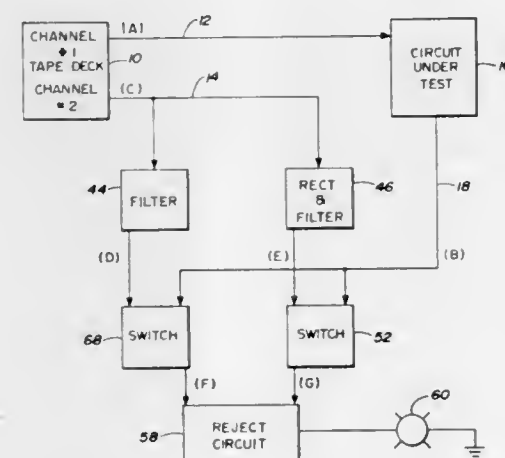 CHANNEL
#1
TAPE DECK
CHANNEL
#2
10
(A)
12
(C)
14
CIRCUIT
UNDER
TEST
44
FILTER
RECT
&
FILTER
46
18
(D)
(E)
(B)
68
SWITCH
SWITCH
52
(F)
(G)
60
58
REJECT
CIRCUIT